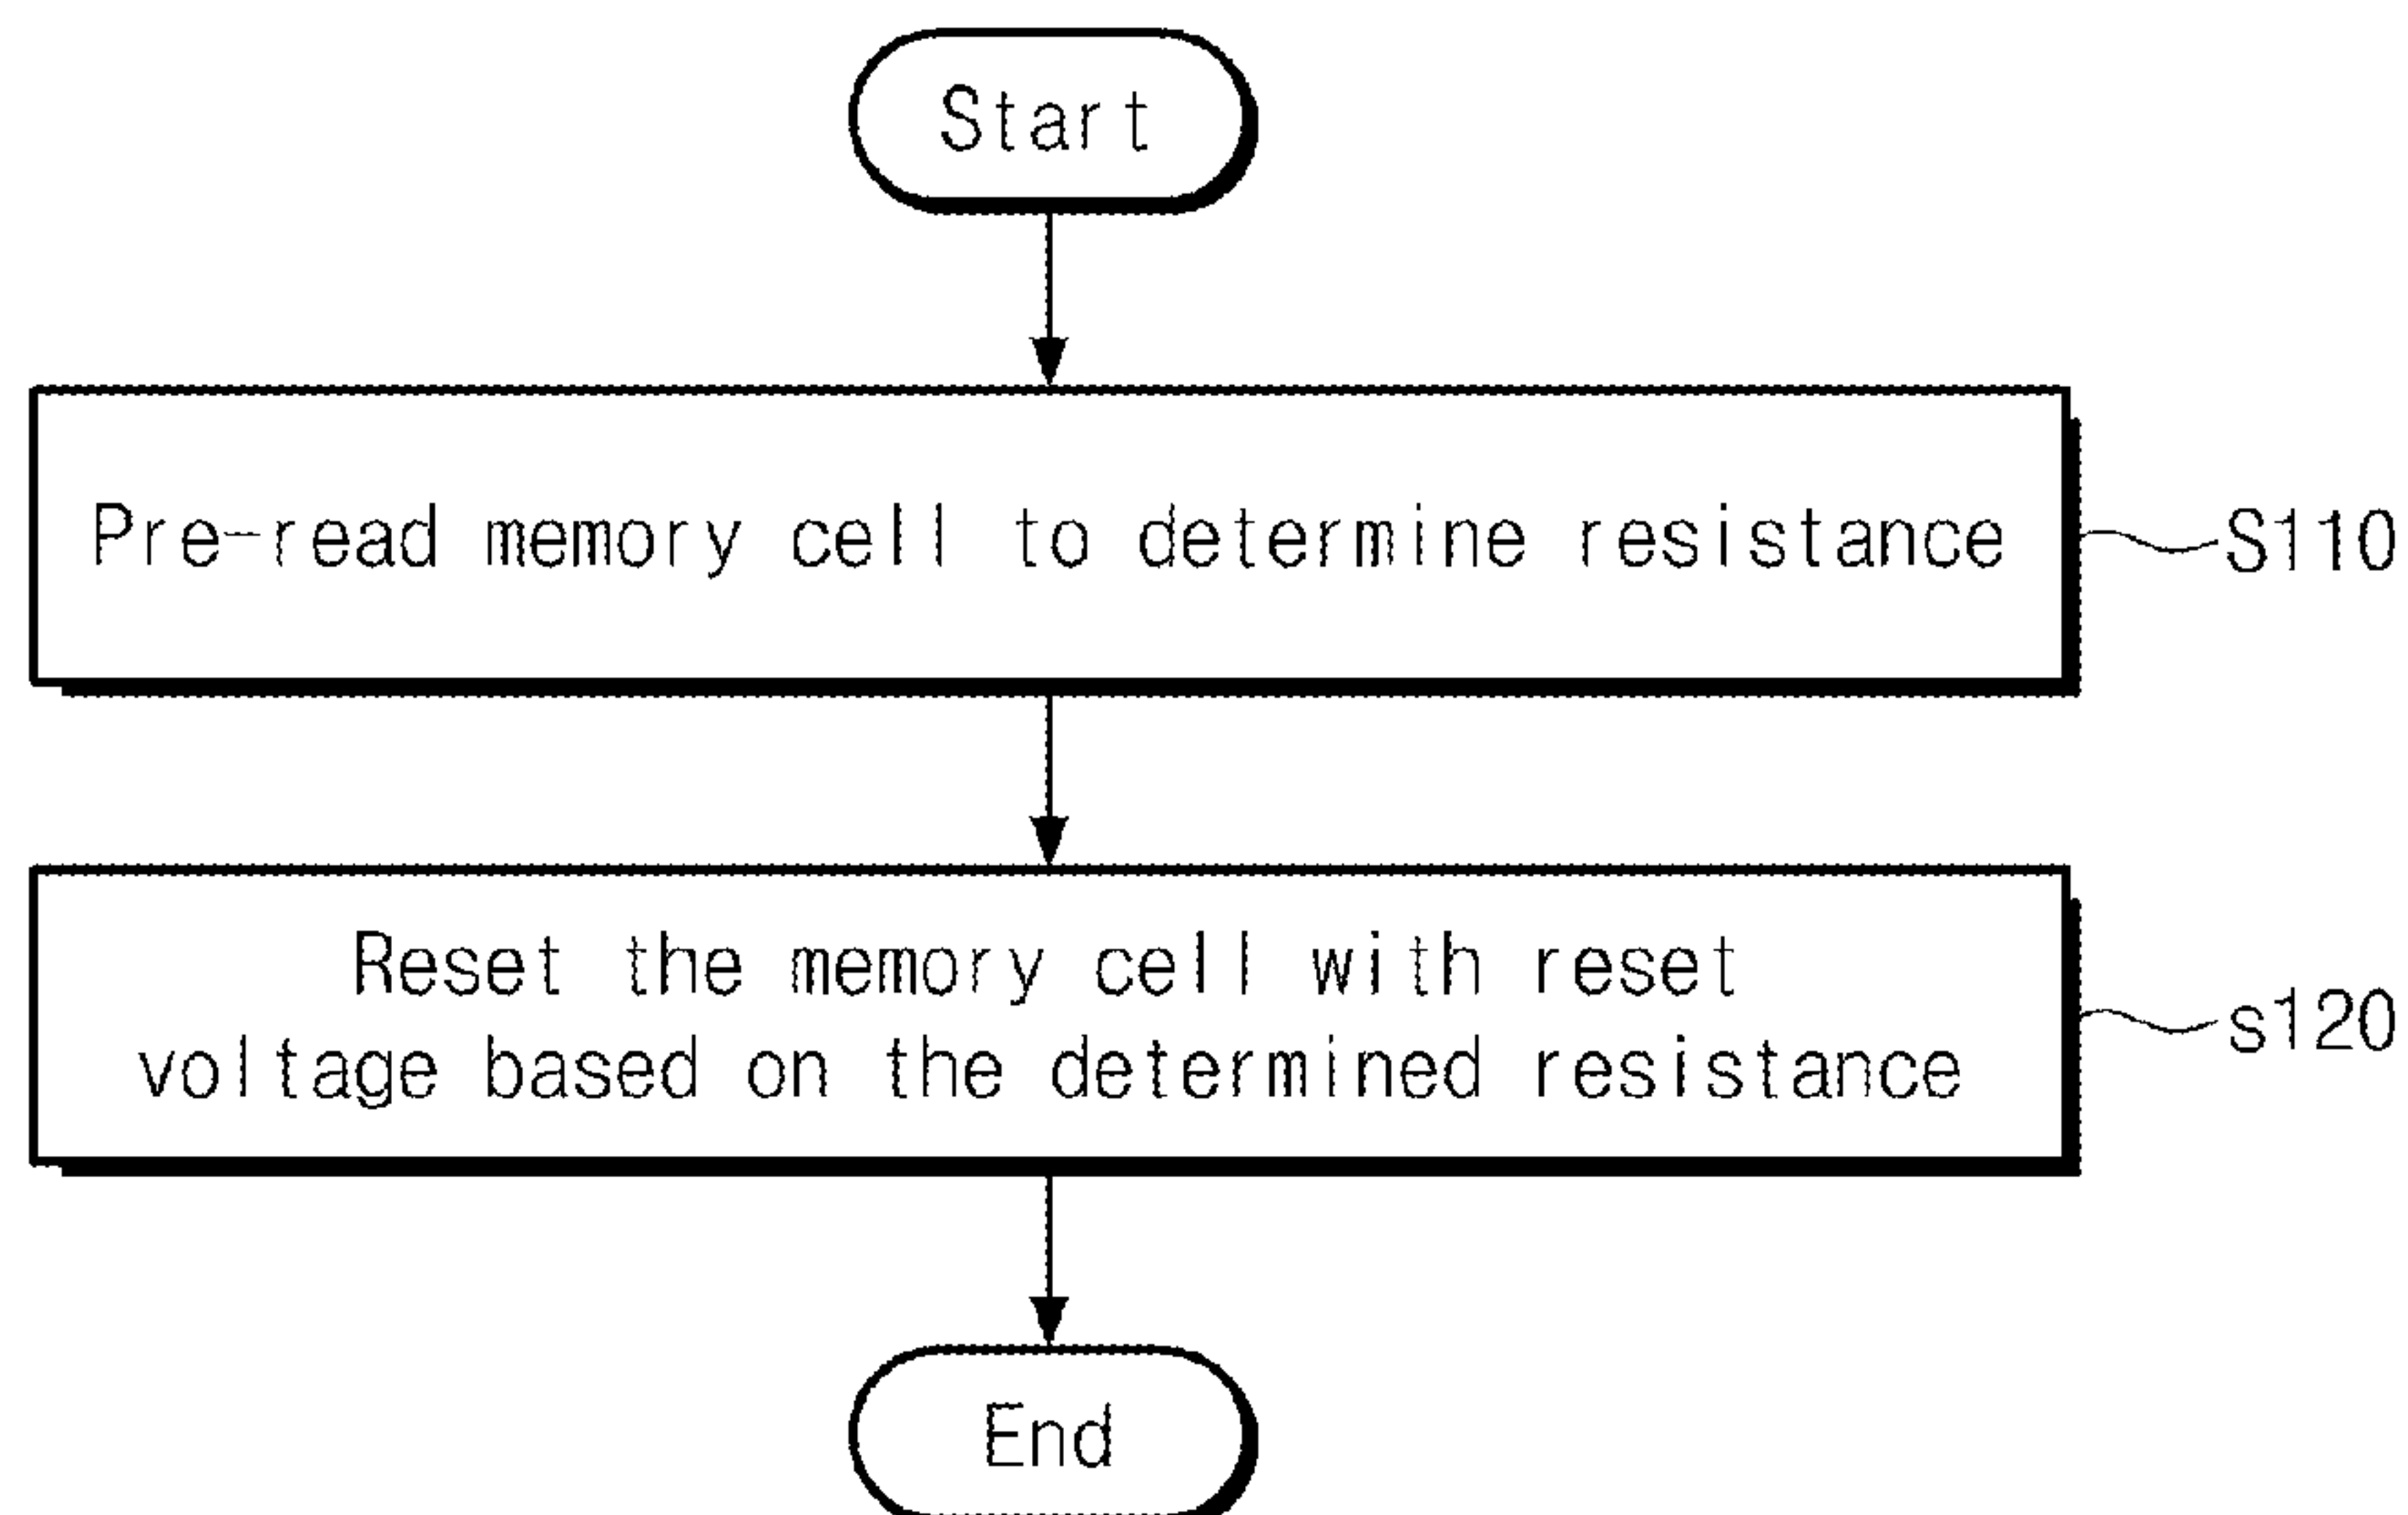 Start
Pre-read memory cell to determine resistance
S110
Reset the memory cell with reset
voltage based on the determined resistance
s120
End